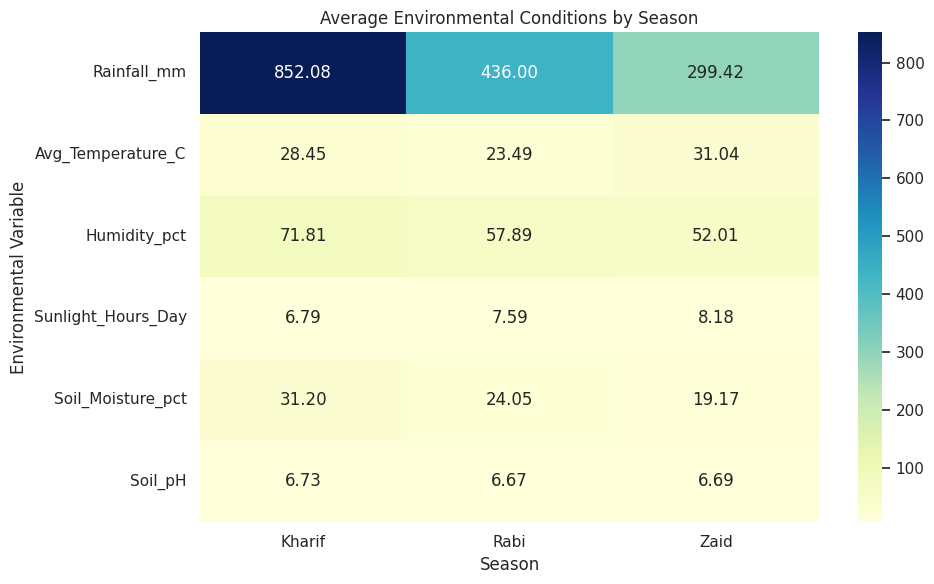 Average Environmental Conditions by Season
Rainfall_mm 852.08 436.00 299.42
Avg_Temperature_C 28.45 23.49 31.04
Humidity_pct 71.81 57.89 52.01
Sunlight_Hours_Day 6.79 7.59 8.18
Soil_Moisture_pct 31.20 24.05 19.17
Soil_pH 6.73 6.67 6.69
Kharif Rabi Zaid
Season
Environmental Variable
800
700
600
500
400
300
200
100